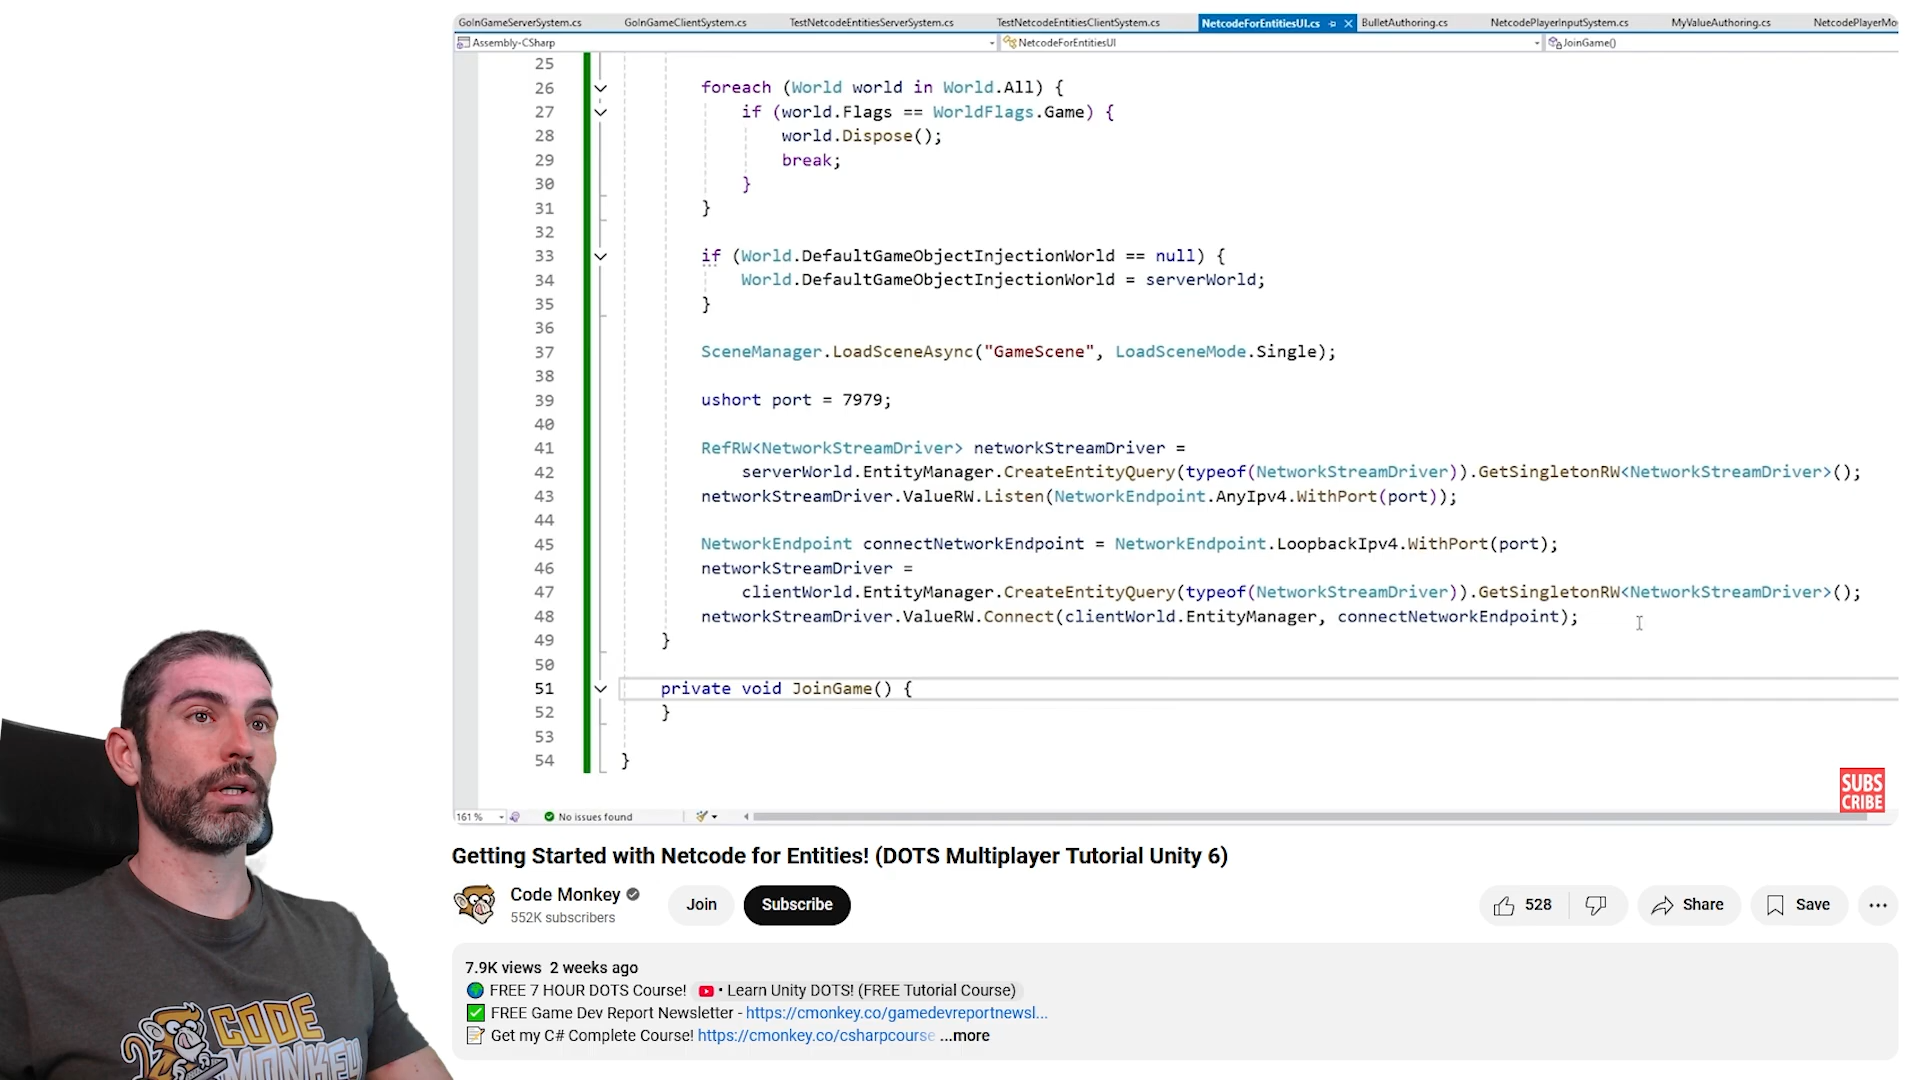 GoInGameServerSystem.cs GoInGameClientSystem.cs TestNetcodeEntitiesServerSystem.cs TestNetcodeEntitiesClientSystem.cs NetcodeForEntitiesUI.cs BulletAuthoring.cs NetcodePlayerInputSystem.cs MyValueAuthoring.cs NetcodePlayerMo
Assembly-CSharp NetcodeForEntitiesUI JoinGame()
25
26 foreach (World world in World.All) {
27 if (world.Flags == WorldFlags.Game) {
28 world.Dispose();
29 break;
30 }
31 }
32
33 if (World.DefaultGameObjectInjectionWorld == null) {
34 World.DefaultGameObjectInjectionWorld = serverWorld;
35 }
36
37 SceneManager.LoadSceneAsync("GameScene", LoadSceneMode.Single);
38
39 ushort port = 7979;
40
41 RefRW<NetworkStreamDriver> networkStreamDriver =
42 serverWorld.EntityManager.CreateEntityQuery(typeof(NetworkStreamDriver)).GetSingletonRW<NetworkStreamDriver>();
43 networkStreamDriver.ValueRW.Listen(NetworkEndpoint.AnyIpv4.WithPort(port));
44
45 NetworkEndpoint connectNetworkEndpoint = NetworkEndpoint.LoopbackIpv4.WithPort(port);
46 networkStreamDriver =
47 clientWorld.EntityManager.CreateEntityQuery(typeof(NetworkStreamDriver)).GetSingletonRW<NetworkStreamDriver>();
48 networkStreamDriver.ValueRW.Connect(clientWorld.EntityManager, connectNetworkEndpoint);
49 }
50
51 private void JoinGame() {
52 }
53
54 }
SUBS
CRIBE
161 % No issues found
Getting Started with Netcode for Entities! (DOTS Multiplayer Tutorial Unity 6)
Code Monkey
552K subscribers
Join
Subscribe
528
Share
Save
7.9K views 2 weeks ago
FREE 7 HOUR DOTS Course! • Learn Unity DOTS! (FREE Tutorial Course)
FREE Game Dev Report Newsletter - https://cmonkey.co/gamedevreportnewsl...
Get my C# Complete Course! https://cmonkey.co/csharpcourse ...more
CODE
MONKEY